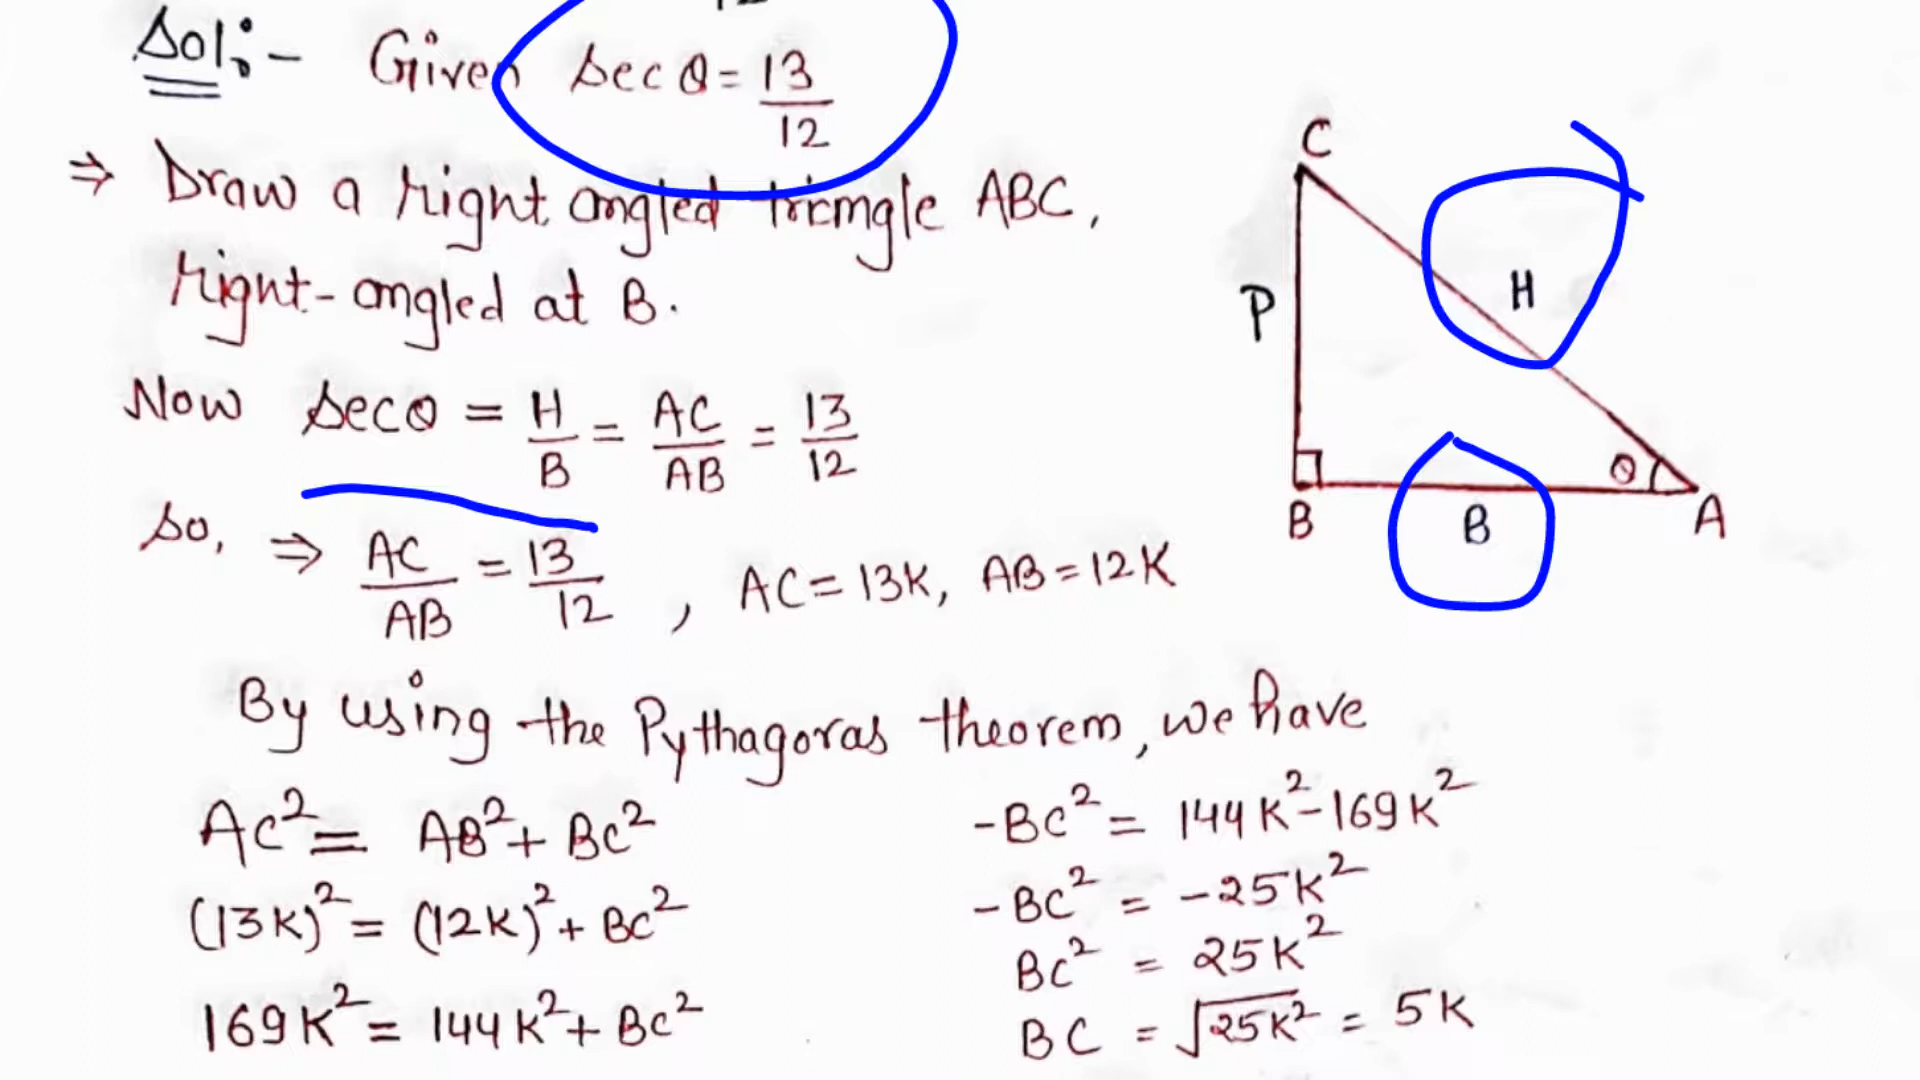 Sol:- Given sec θ = 13/12
⇒ Draw a right angled triangle ABC,
right-angled at B.
Now secθ = H/B = AC/AB = 13/12
So, ⇒ AC/AB = 13/12 , AC = 13K, AB = 12K
By using the Pythagoras theorem, we have
AC² = AB² + BC²
(13K)² = (12K)² + BC²
169K² = 144K² + BC²
-BC² = 144K² - 169K²
-BC² = -25K²
BC² = 25K²
BC = √25K² = 5K
C
P
H
θ
B
B
A